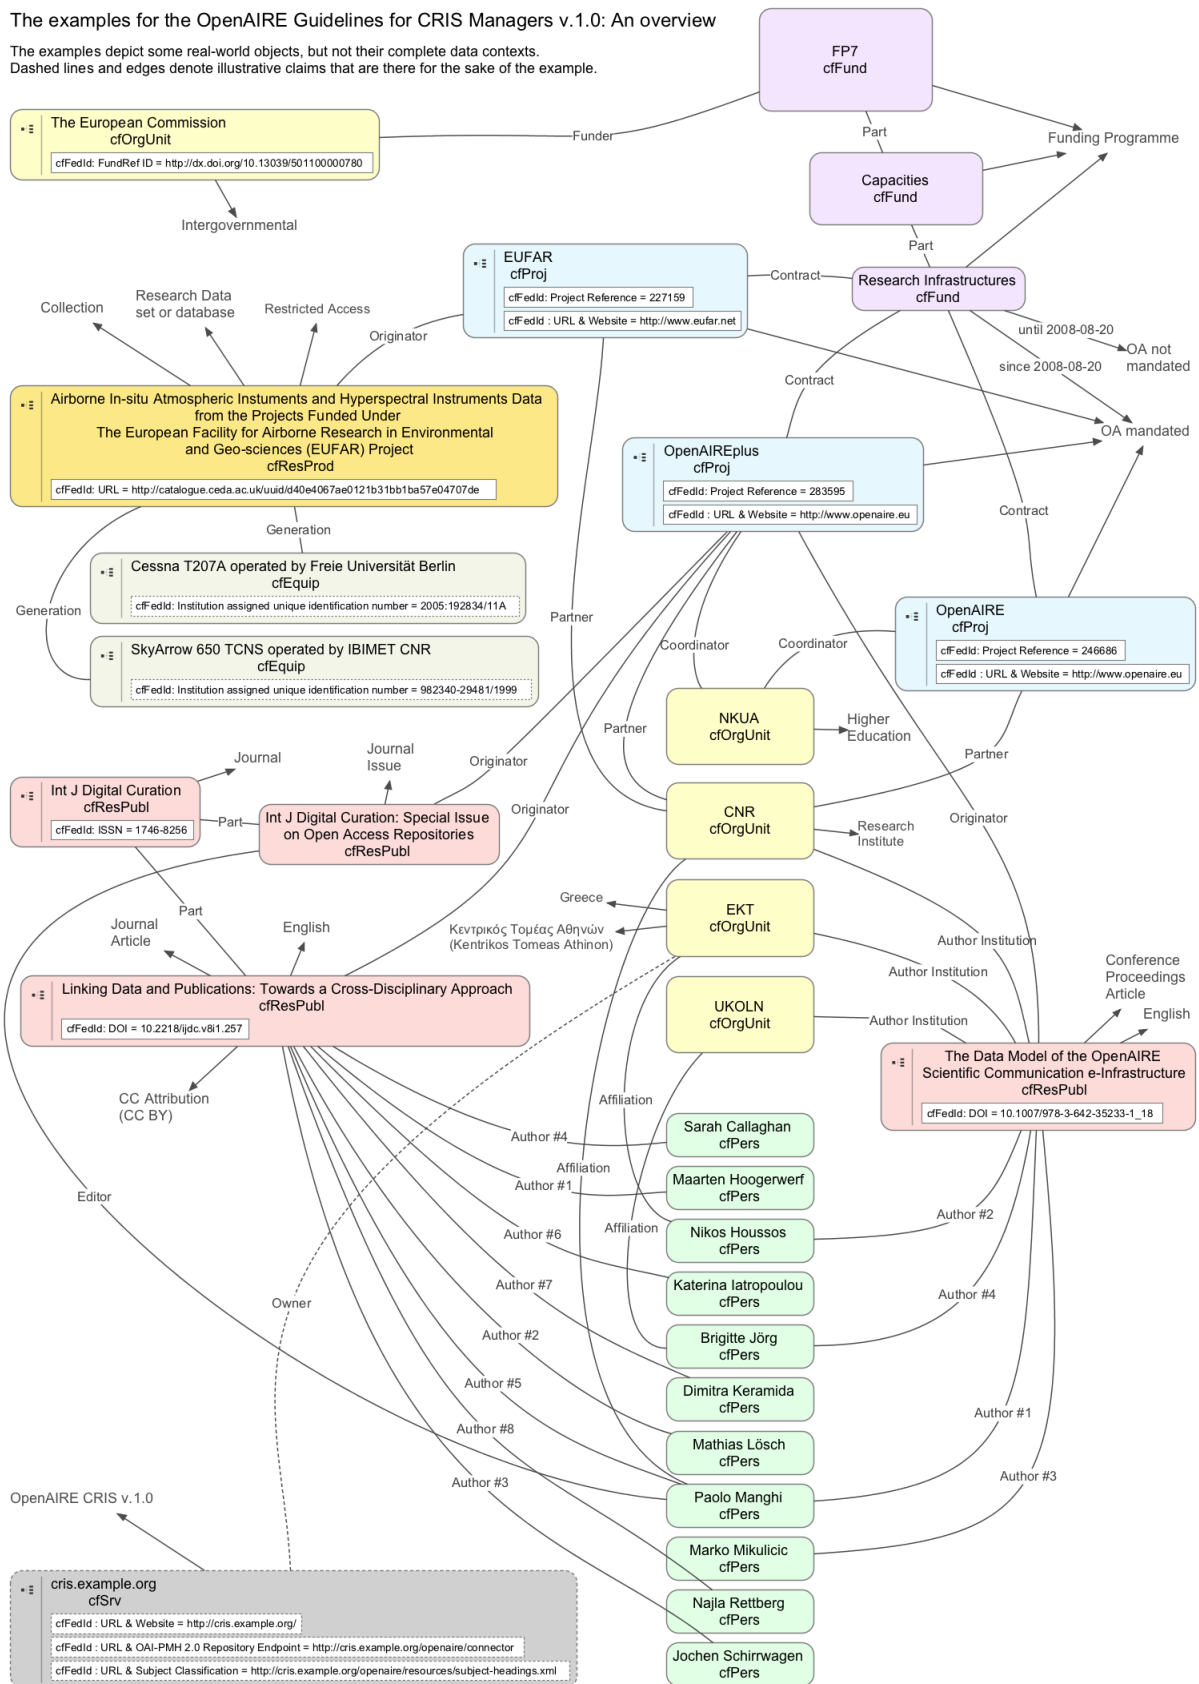 The examples for the OpenAIRE Guidelines for CRIS Managers v.1.0: An overview
The examples depict some real-world objects, but not their complete data contexts.
Dashed lines and edges denote illustrative claims that are there for the sake of the example.
FP7
cfFund
The European Commission
cfOrgUnit
cfFedId: FundRef ID = http://dx.doi.org/10.13039/501100000780
Funder
Part
Funding Programme
Capacities
cfFund
Intergovernmental
Part
EUFAR
cfProj
cfFedId: Project Reference = 227159
cfFedId : URL & Website = http://www.eufar.net
Contract
Research Infrastructures
cfFund
Collection
Research Data
set or database
Restricted Access
Originator
until 2008-08-20
OA not
mandated
since 2008-08-20
Contract
Airborne In-situ Atmospheric Instuments and Hyperspectral Instruments Data
from the Projects Funded Under
The European Facility for Airborne Research in Environmental
and Geo-sciences (EUFAR) Project
cfResProd
cfFedId: URL = http://catalogue.ceda.ac.uk/uuid/d40e4067ae0121b31bb1ba57e04707de
OA mandated
OpenAIREplus
cfProj
cfFedId: Project Reference = 283595
cfFedId : URL & Website = http://www.openaire.eu
Contract
Generation
Cessna T207A operated by Freie Universität Berlin
cfEquip
cfFedId: Institution assigned unique identification number = 2005:192834/11A
Generation
Partner
OpenAIRE
cfProj
cfFedId: Project Reference = 246686
cfFedId : URL & Website = http://www.openaire.eu
SkyArrow 650 TCNS operated by IBIMET CNR
cfEquip
cfFedId: Institution assigned unique identification number = 982340-29481/1999
Coordinator
Coordinator
NKUA
cfOrgUnit
Higher
Education
Partner
Partner
Journal
Journal
Issue
Originator
Int J Digital Curation
cfResPubl
cfFedId: ISSN = 1746-8256
Part
Int J Digital Curation: Special Issue
on Open Access Repositories
cfResPubl
Originator
CNR
cfOrgUnit
Research
Institute
Originator
Part
Journal
Article
English
Greece
Κεντρικός Τομέας Αθηνών
(Kentrikos Tomeas Athinon)
EKT
cfOrgUnit
Author Institution
Author Institution
Conference
Proceedings
Article
English
Linking Data and Publications: Towards a Cross-Disciplinary Approach
cfResPubl
cfFedId: DOI = 10.2218/ijdc.v8i1.257
UKOLN
cfOrgUnit
Author Institution
The Data Model of the OpenAIRE
Scientific Communication e-Infrastructure
cfResPubl
cfFedId: DOI = 10.1007/978-3-642-35233-1_18
CC Attribution
(CC BY)
Affiliation
Sarah Callaghan
cfPers
Author #4
Affiliation
Maarten Hoogerwerf
cfPers
Author #1
Editor
Nikos Houssos
cfPers
Author #2
Affiliation
Author #6
Katerina Iatropoulou
cfPers
Author #7
Author #4
Owner
Brigitte Jörg
cfPers
Author #2
Dimitra Keramida
cfPers
Author #5
Author #1
Mathias Lösch
cfPers
Author #8
Author #3
Author #3
Paolo Manghi
cfPers
OpenAIRE CRIS v.1.0
Marko Mikulicic
cfPers
Najla Rettberg
cfPers
Jochen Schirrwagen
cfPers
cris.example.org
cfSrv
cfFedId : URL & Website = http://cris.example.org/
cfFedId : URL & OAI-PMH 2.0 Repository Endpoint = http://cris.example.org/openaire/connector
cfFedId : URL & Subject Classification = http://cris.example.org/openaire/resources/subject-headings.xml